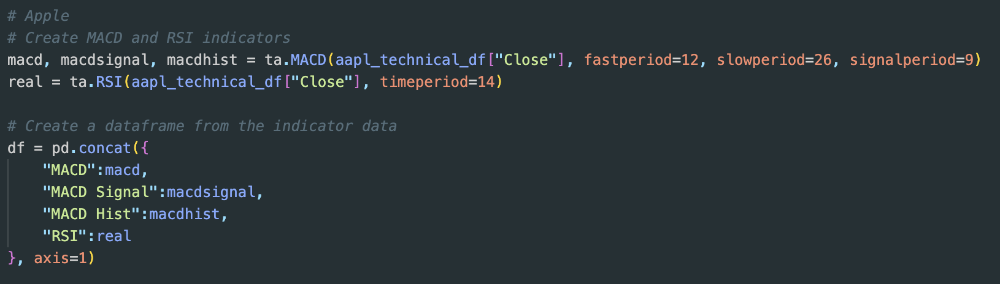 # Apple
# Create MACD and RSI indicators
macd, macdsignal, macdhist = ta.MACD(aapl_technical_df["Close"], fastperiod=12, slowperiod=26, signalperiod=9)
real = ta.RSI(aapl_technical_df["Close"], timeperiod=14)

# Create a dataframe from the indicator data
df = pd.concat({
    "MACD":macd,
    "MACD Signal":macdsignal,
    "MACD Hist":macdhist,
    "RSI":real
}, axis=1)